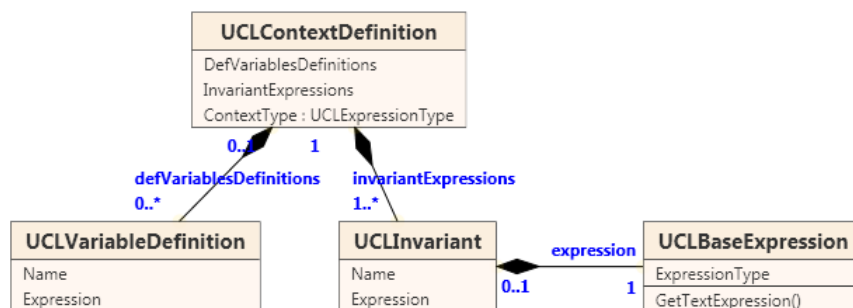 UCLContextDefinition
DefVariablesDefinitions
InvariantExpressions
ContextType : UCLExpressionType
0..1 1
defVariablesDefinitions invariantExpressions
0..* 1..*
UCLVariableDefinition
Name
Expression
UCLInvariant
Name
Expression
expression
0..1 1
UCLBaseExpression
ExpressionType
GetTextExpression()